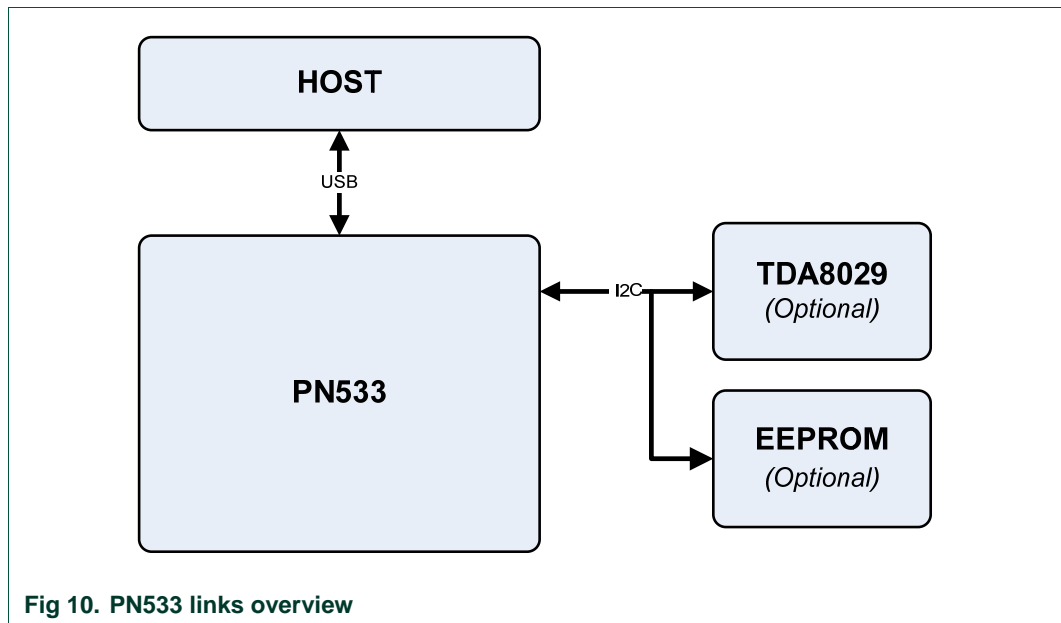 HOST
USB
PN533
I2C
TDA8029
(Optional)
EEPROM
(Optional)
Fig 10. PN533 links overview